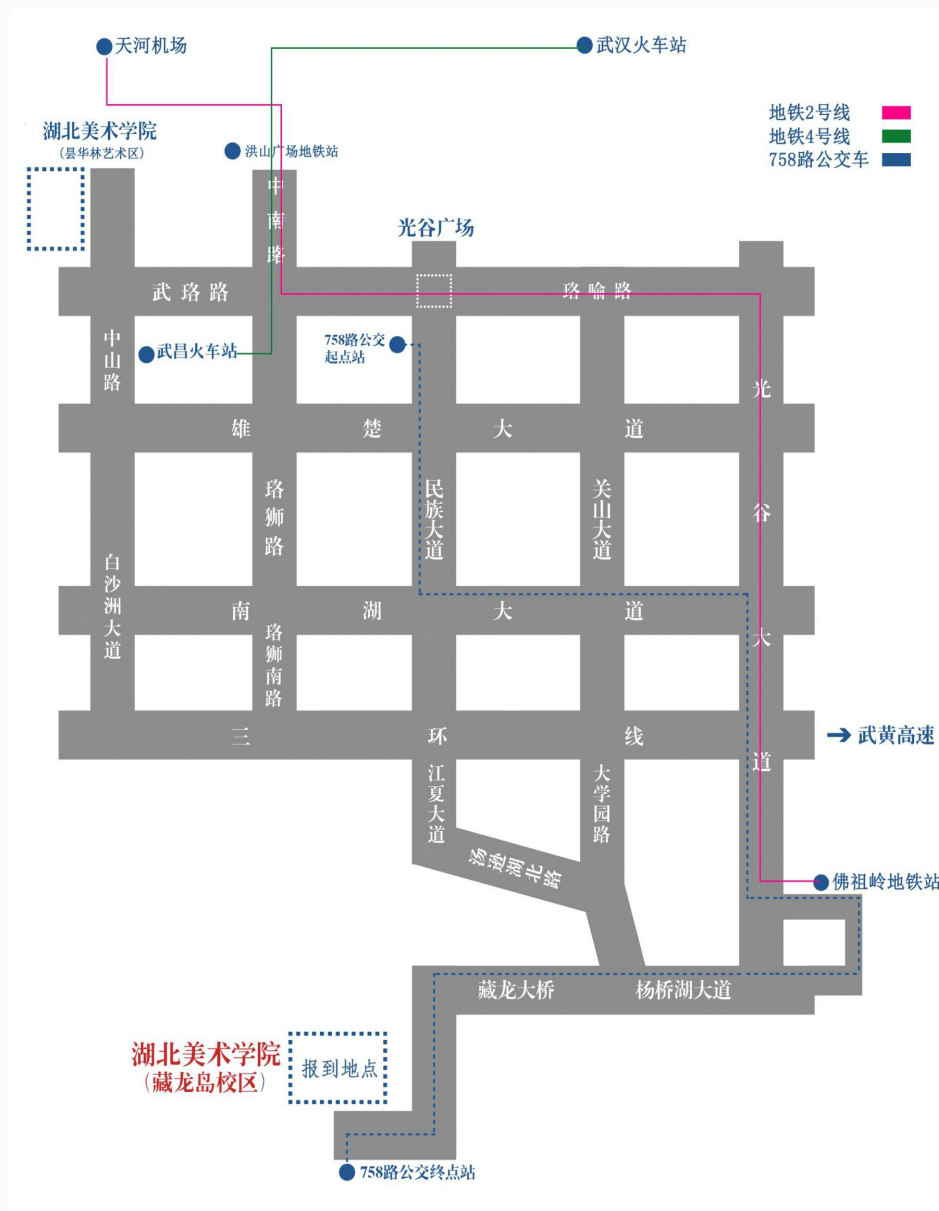 天河机场
武汉火车站
地铁2号线
地铁4号线
758路公交车
湖北美术学院
(昙华林艺术区)
洪山广场地铁站
中南路
光谷广场
武珞路
珞喻路
中山路
武昌火车站
758路公交
起点站
光谷大道
雄楚大道
珞狮路
民族大道
关山大道
白沙洲大道
南湖大道
珞狮南路
三环线
武黄高速
江夏大道
大学园路
汤逊湖北路
佛祖岭地铁站
藏龙大桥
杨桥湖大道
湖北美术学院
(藏龙岛校区)
报到地点
758路公交终点站